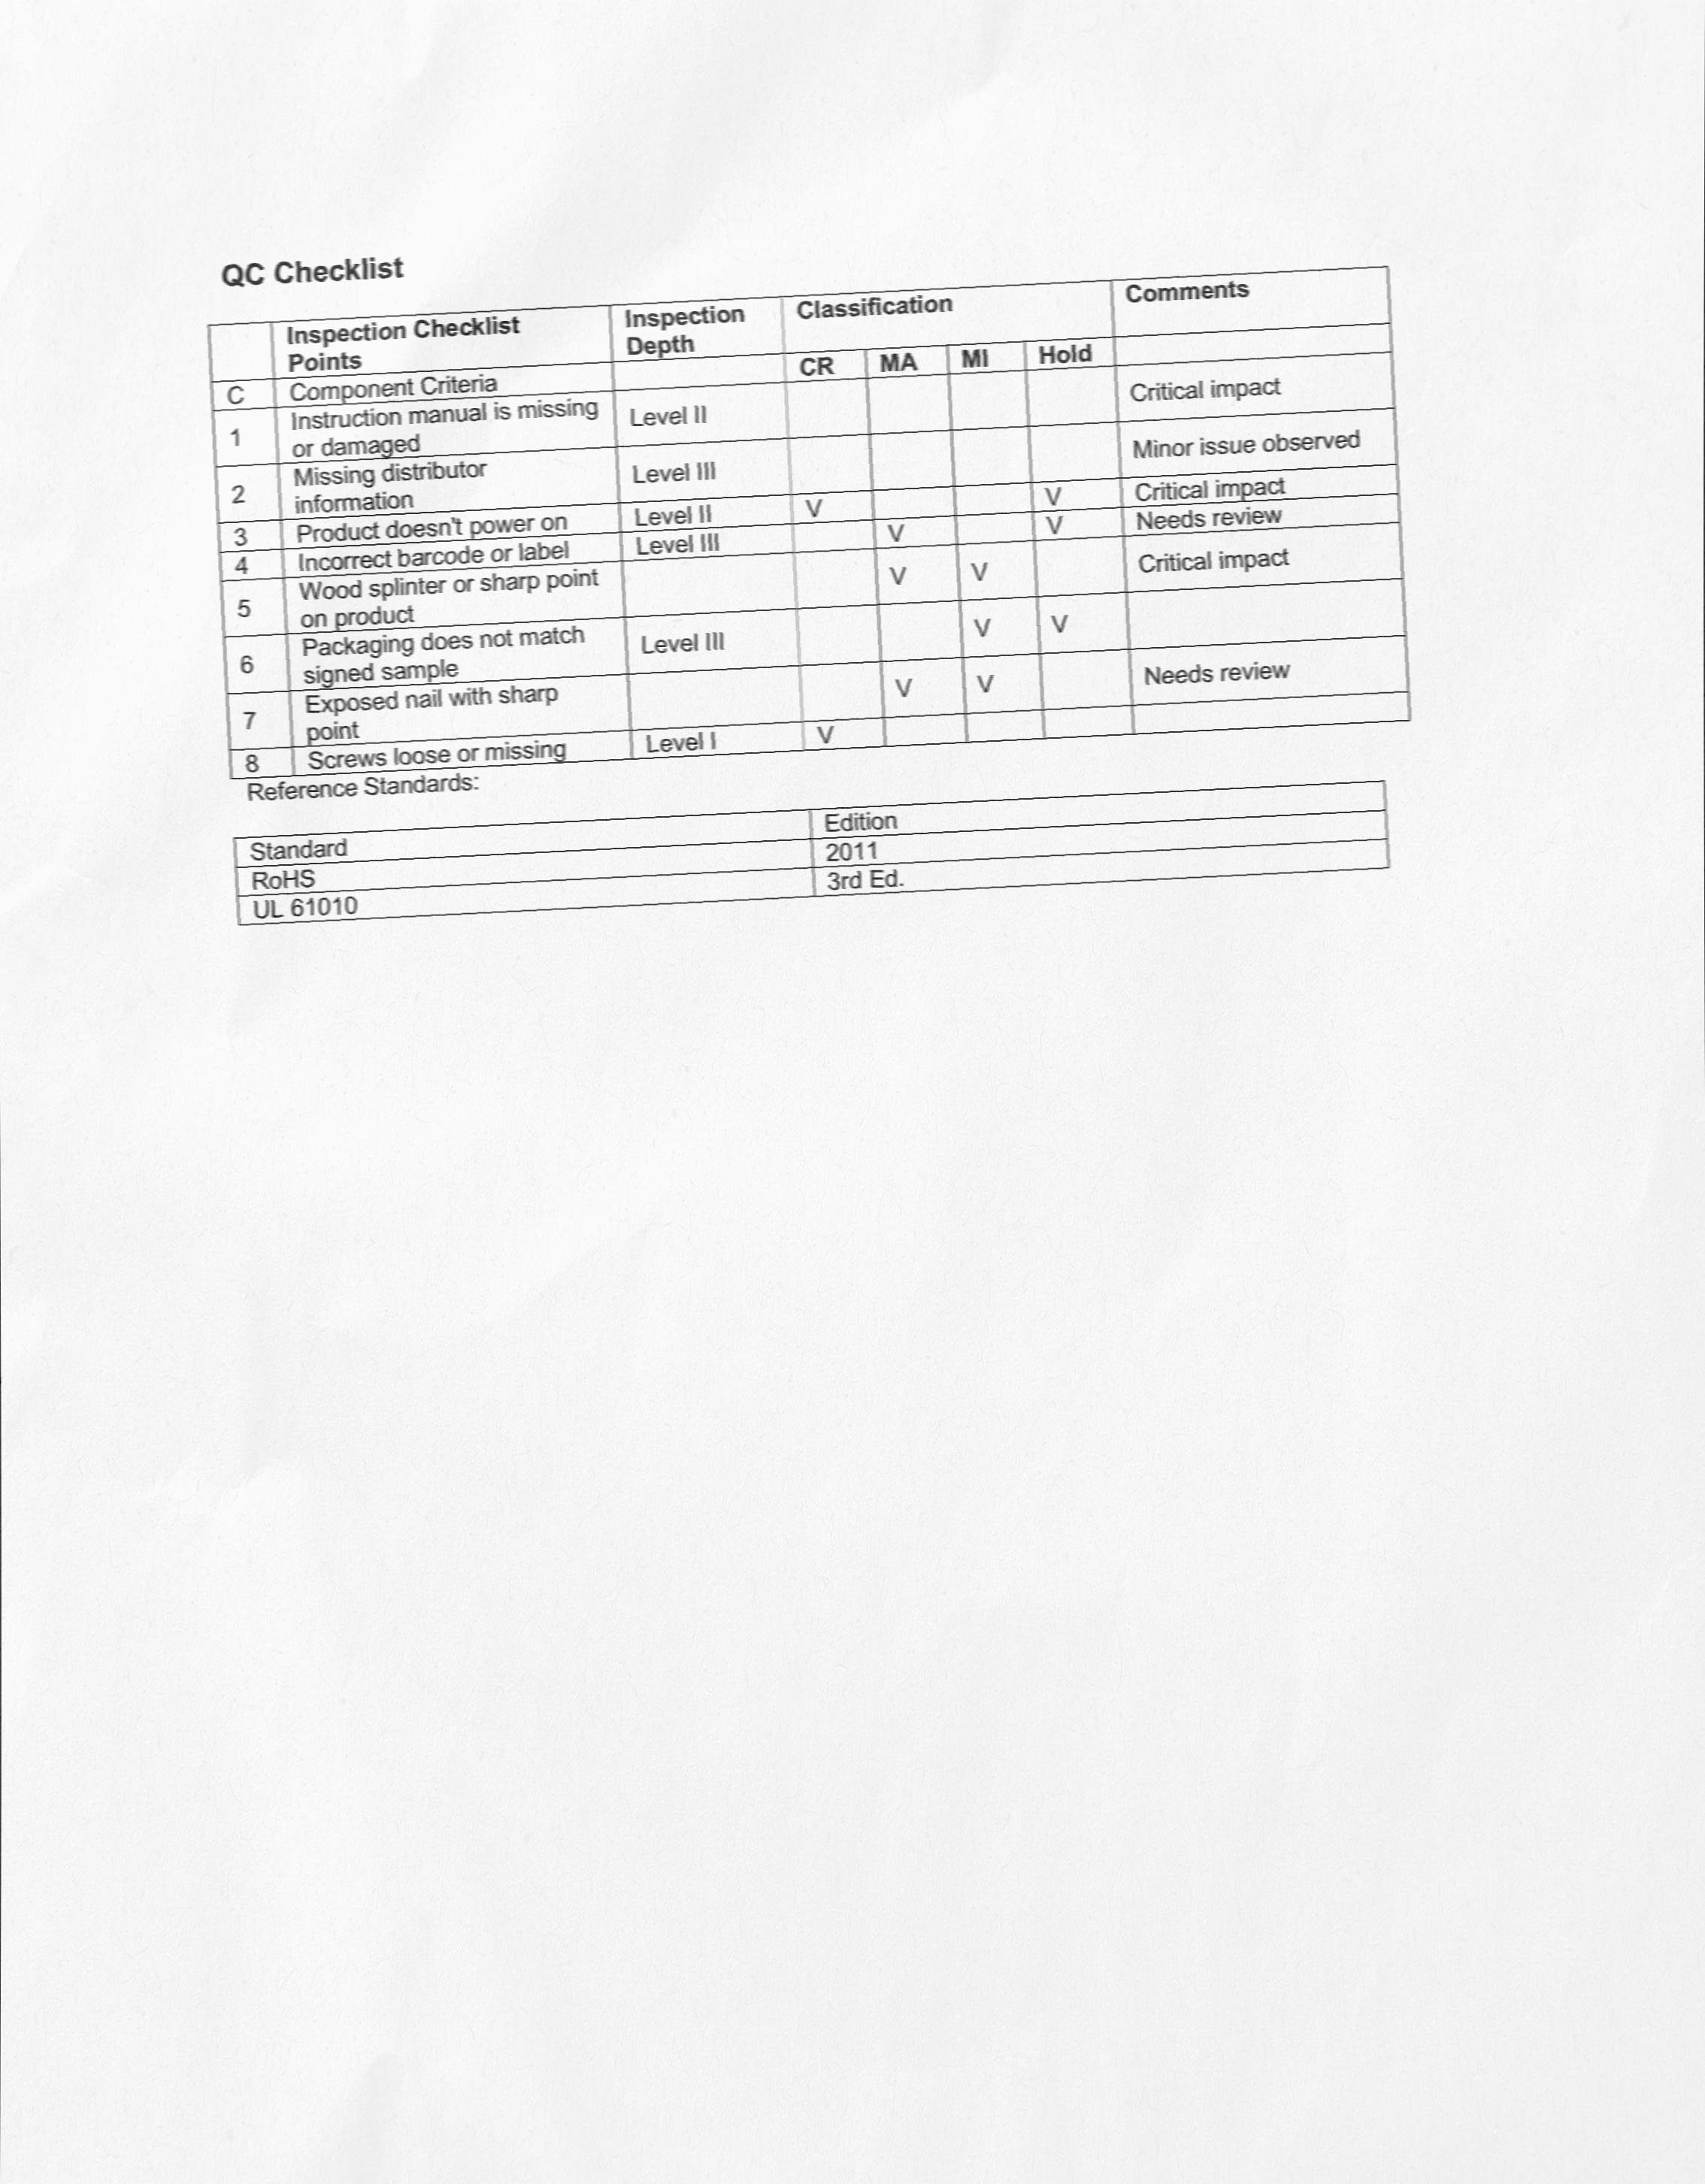 QC Checklist
Inspection Checklist Points Inspection Depth Classification Comments
CR MA MI Hold
C Component Criteria
1 Instruction manual is missing or damaged Level II Critical impact
2 Missing distributor information Level III Minor issue observed
3 Product doesn't power on Level II V V Critical impact
4 Incorrect barcode or label Level III V V Needs review
5 Wood splinter or sharp point on product V V Critical impact
6 Packaging does not match signed sample Level III V V
7 Exposed nail with sharp point V V Needs review
8 Screws loose or missing Level I V
Reference Standards:
Standard Edition
RoHS 2011
UL 61010 3rd Ed.